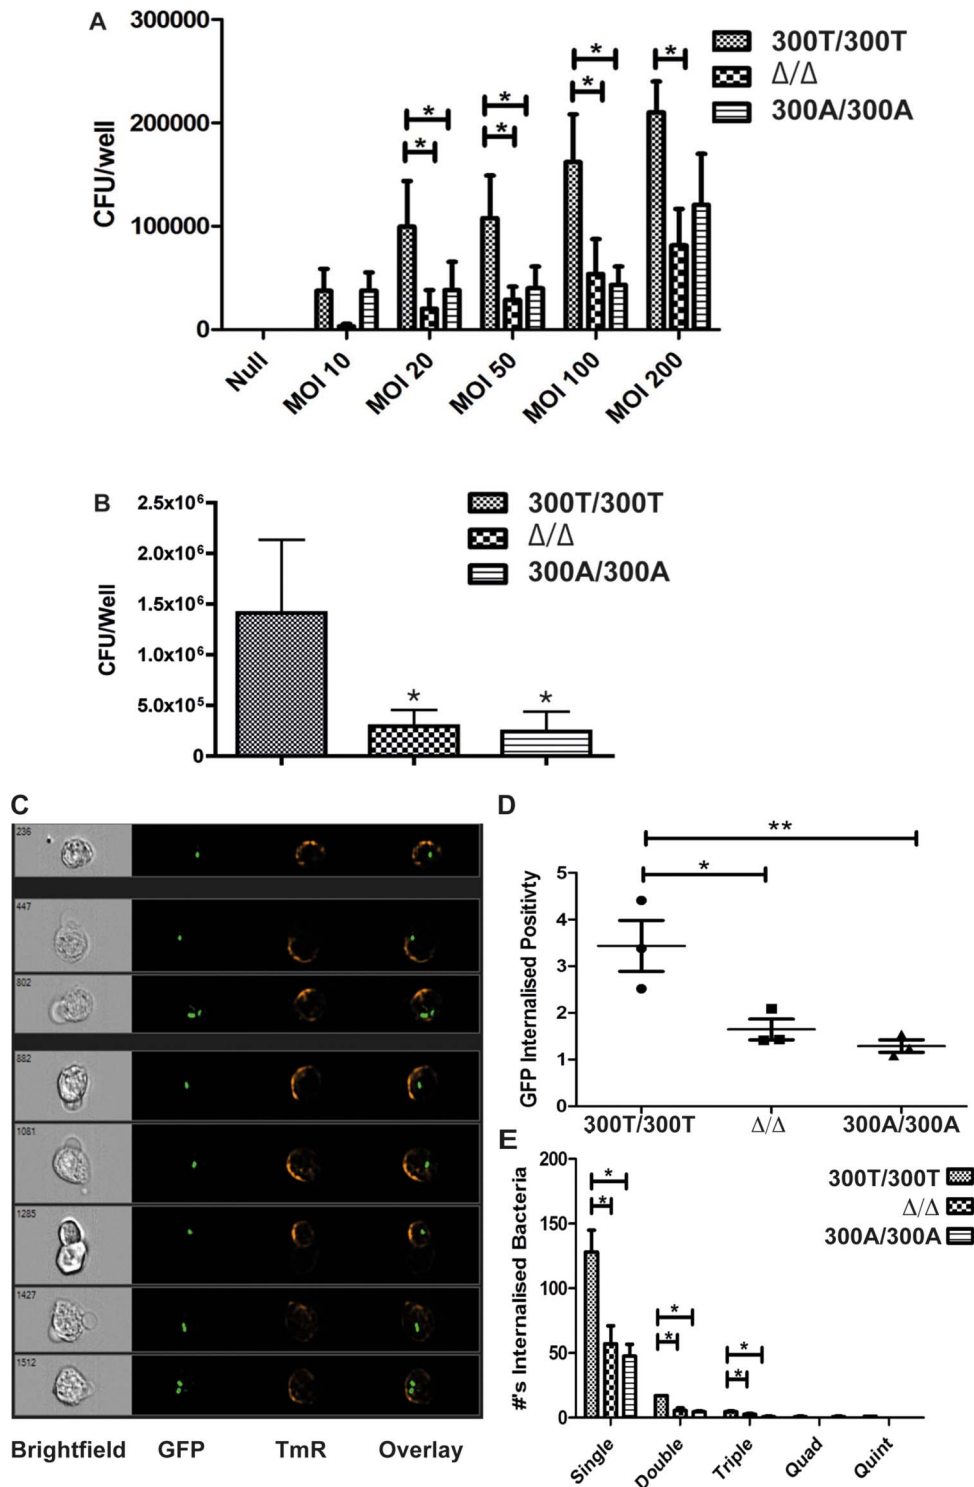 A
300000
200000
100000
0
CFU/well
* * * * * * *
300T/300T
Δ/Δ
300A/300A
Null
MOI 10
MOI 20
MOI 50
MOI 100
MOI 200
B
2.5x10⁶
2.0x10⁶
1.5x10⁶
1.0x10⁶
5.0x10⁵
0
CFU/Well
* *
300T/300T
Δ/Δ
300A/300A
C
236
447
802
882
1081
1285
1427
1512
Brightfield GFP TmR Overlay
D
**
*
5
4
3
2
1
0
GFP Internalised Positivty
300T/300T Δ/Δ 300A/300A
E
200
150
100
50
0
#'s Internalised Bacteria
* * * * * *
300T/300T
Δ/Δ
300A/300A
Single
Double
Triple
Quad
Quint